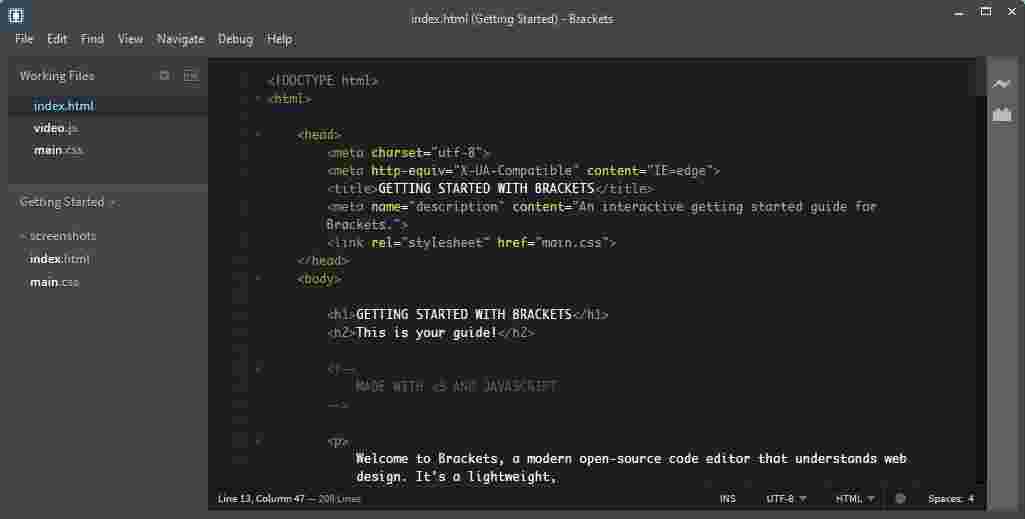 index.html (Getting Started) - Brackets
File Edit Find View Navigate Debug Help
Working Files
index.html
video.js
main.css
Getting Started
screenshots
index.html
main.css
<!DOCTYPE html>
<html>
<head>
<meta charset="utf-8">
<meta http-equiv="X-UA-Compatible" content="IE=edge">
<title>GETTING STARTED WITH BRACKETS</title>
<meta name="description" content="An interactive getting started guide for
Brackets.">
<link rel="stylesheet" href="main.css">
</head>
<body>
<h1>GETTING STARTED WITH BRACKETS</h1>
<h2>This is your guide!</h2>
<!--
MADE WITH <3 AND JAVASCRIPT
-->
<p>
Welcome to Brackets, a modern open-source code editor that understands web
design. It's a lightweight,
Line 13, Column 47 — 208 Lines INS UTF-8 HTML Spaces: 4